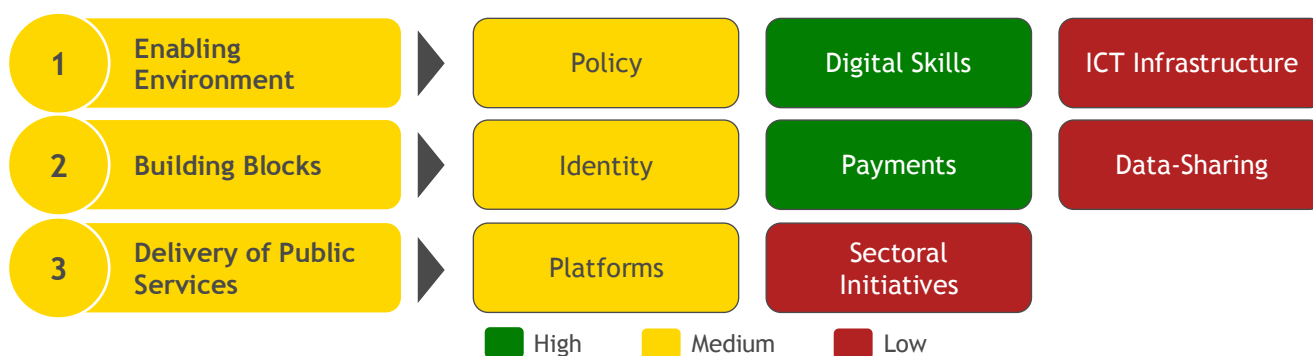 1
Enabling
Environment
Policy
Digital Skills
ICT Infrastructure
2
Building Blocks
Identity
Payments
Data-Sharing
3
Delivery of Public
Services
Platforms
Sectoral
Initiatives
High
Medium
Low